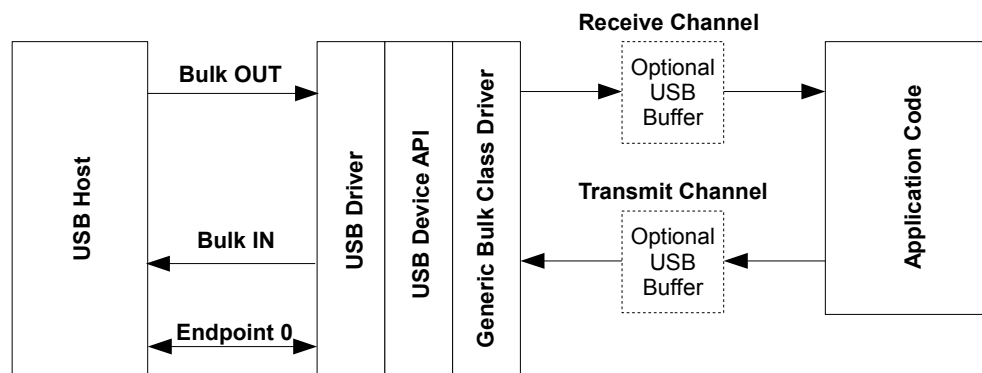 Receive Channel
USB Host
Bulk OUT
Bulk IN
Endpoint 0
USB Driver
USB Device API
Generic Bulk Class Driver
Optional
USB
Buffer
Transmit Channel
Optional
USB
Buffer
Application Code